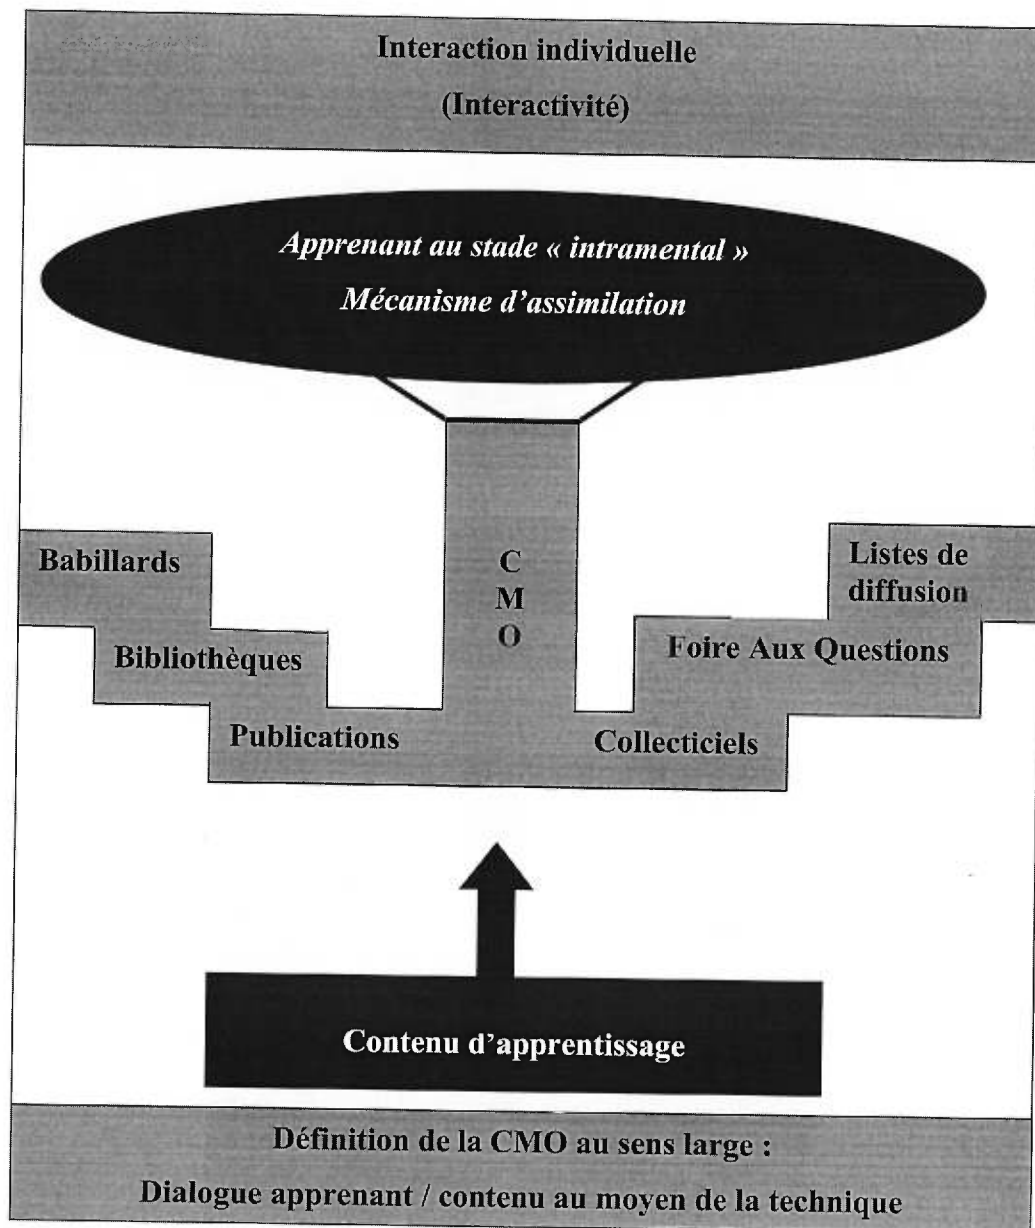 Interaction individuelle
(Interactivité)
Apprenant au stade « intramental »
Mécanisme d'assimilation
C
M
O
Babillards
Bibliothèques
Publications
Listes de
diffusion
Foire Aux Questions
Collecticiels
Contenu d'apprentissage
Définition de la CMO au sens large :
Dialogue apprenant / contenu au moyen de la technique